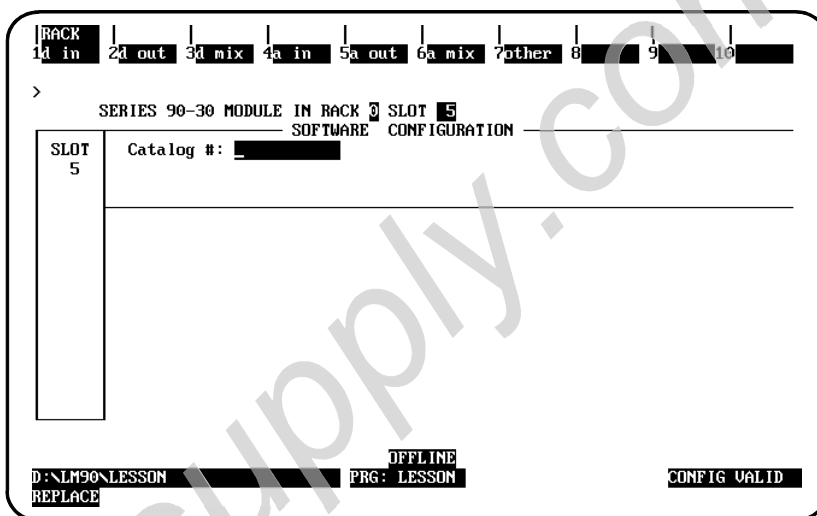 RACK
1d in 2d out 3d mix 4a in 5a out 6a mix 7other 8 9 10
>
SERIES 90-30 MODULE IN RACK 0 SLOT 5
SOFTWARE CONFIGURATION
SLOT Catalog #: _
5
OFFLINE
D:\LM90\LESSON PRG: LESSON CONFIG VALID
REPLACE
supply.co